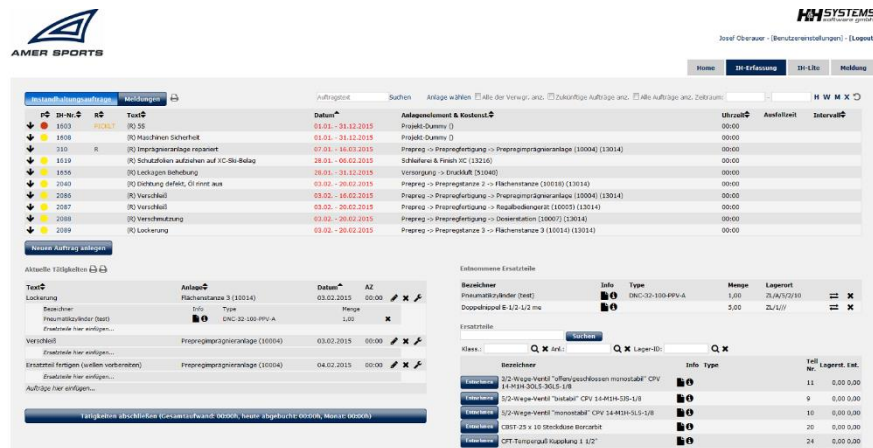 H&H SYSTEMS
software gmbh
AMER SPORTS
Josef Oberauer - [Benutzereinstellungen] - [Logout]
Home IH-Erfassung IH-Lite Meldung
Instandhaltungsaufträge Meldungen Auftragstext Suchen Anlage wählen Alle der Verwgr. anz. Zukünftige Aufträge anz. Alle Aufträge anz. Zeitraum: - H W M X
P IH-Nr. R Text Datum Anlagenelement & Kostenst. Uhrzeit Ausfallzeit Intervall
1603 (R) 5S 01.01. - 31.12.2015 Projekt-Dummy () 00:00
1608 (R) Maschinen Sicherheit 01.01. - 31.12.2015 Projekt-Dummy () 00:00
310 R (R) Imprägnieranlage repariert 07.01. - 16.03.2015 Prepreg -> Prepregfertigung -> Prepregimprägnieranlage (10004) (13014) 00:00
1619 (R) Schutzfolien aufziehen auf XC-Ski-Belag 28.01. - 06.02.2015 Schleiferei & Finish XC (13216) 00:00
1636 (R) Leckagen Behebung 28.01. - 31.12.2015 Versorgung -> Druckluft (51040) 00:00
2040 (R) Dichtung defekt, Öl rinnt aus 03.02. - 20.02.2015 Prepreg -> Prepregstanze 2 -> Flächenstanze (10018) (13014) 00:00
2086 (R) Verschleiß 03.02. - 16.02.2015 Prepreg -> Prepregfertigung -> Prepregimprägnieranlage (10004) (13014) 00:00
2087 (R) Verschleiß 03.02. - 20.02.2015 Prepreg -> Prepregfertigung -> Regalbediengerät (10005) (13014) 00:00
2088 (R) Verschmutzung 03.02. - 20.02.2015 Prepreg -> Prepregfertigung -> Dosierstation (10007) (13014) 00:00
2089 (R) Lockerung 03.02. - 20.02.2015 Prepreg -> Prepregstanze 3 -> Flächenstanze 3 (10014) (13014) 00:00
Neuen Auftrag anlegen
Aktuelle Tätigkeiten
Text Anlage Datum AZ
Lockerung Flächenstanze 3 (10014) 03.02.2015 00:00
Bezeichner Info Type Menge
Pneumatikzylinder (test) DNC-32-100-PPV-A 1,00
Ersatzteile hier einfügen...
Verschleiß Prepregimprägnieranlage (10004) 03.02.2015 00:00
Ersatzteile hier einfügen...
Ersatzteil fertigen (wellen vorbereiten) Prepregimprägnieranlage (10004) 04.02.2015 00:00
Ersatzteile hier einfügen...
Aufträge hier einfügen...
Tätigkeiten abschließen (Gesamtaufwand: 00:00h, heute abgebucht: 00:00h, Monat: 00:00h)
Entnommene Ersatzteile
Bezeichner Info Type Menge Lagerort
Pneumatikzylinder (test) DNC-32-100-PPV-A 1,00 ZL/A/3/2/10
Doppelnippel E-1/2-1/2 me 5,00 ZL/1///
Ersatzteile
Suchen
Klass.: Anl.: Lager-ID:
Bezeichner Info Type Teil Nr. Lagerst. Ent.
Entnehmen 3/2-Wege-Ventil "offen/geschlossen monostabil" CPV 14-M1H-3OLS-3GLS-1/8 11 0,00 0,00
Entnehmen 5/2-Wege-Ventil "bistabil" CPV 14-M1H-5JS-1/8 9 0,00 0,00
Entnehmen 5/2-Wege-Ventil "monostabil" CPV 14-M1H-5LS-1/8 10 0,00 0,00
Entnehmen CBST-25 x 10 Steckdüse Borcarbit 20 0,00 0,00
Entnehmen CFT-Temperguß Kupplung 1 1/2" 24 0,00 0,00